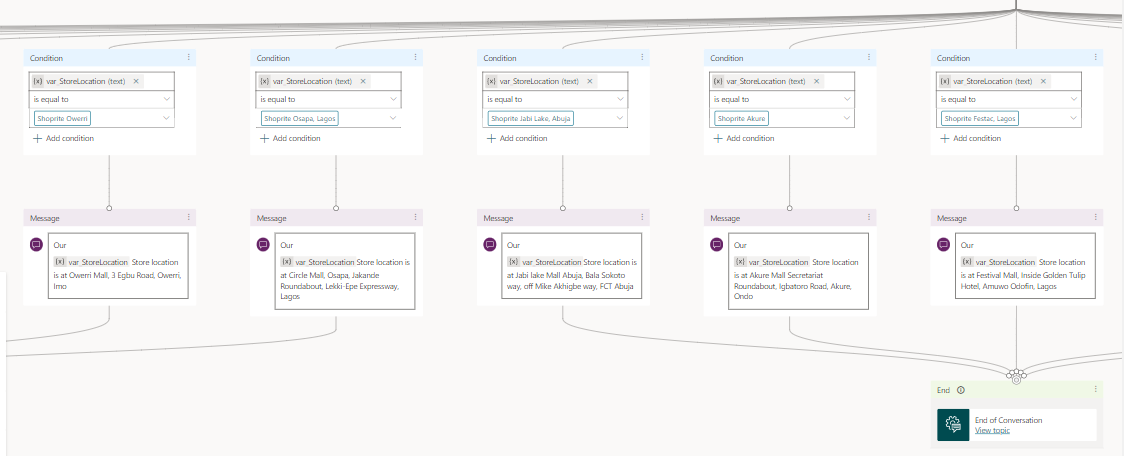 Condition
{x} var_StoreLocation (text) ×
is equal to
Shoprite Owerri
+ Add condition
Condition
{x} var_StoreLocation (text) ×
is equal to
Shoprite Osapa, Lagos
+ Add condition
Condition
{x} var_StoreLocation (text) ×
is equal to
Shoprite Jabi Lake, Abuja
+ Add condition
Condition
{x} var_StoreLocation (text) ×
is equal to
Shoprite Akure
+ Add condition
Condition
{x} var_StoreLocation (text) ×
is equal to
Shoprite Festac, Lagos
+ Add condition
Message
Our
{x} var_StoreLocation Store location
is at Owerri Mall, 3 Egbu Road, Owerri,
Imo
Message
Our
{x} var_StoreLocation Store location is
at Circle Mall, Osapa, Jakande
Roundabout, Lekki-Epe Expressway,
Lagos
Message
Our
{x} var_StoreLocation Store location is
at Jabi lake Mall Abuja, Bala Sokoto
way, off Mike Akhigbe way, FCT Abuja
Message
Our
{x} var_StoreLocation Store location
is at Akure Mall Secretariat
Roundabout, Igbatoro Road, Akure,
Ondo
Message
Our
{x} var_StoreLocation Store location
is at Festival Mall, Inside Golden Tulip
Hotel, Amuwo Odofin, Lagos
End
End of Conversation
View topic